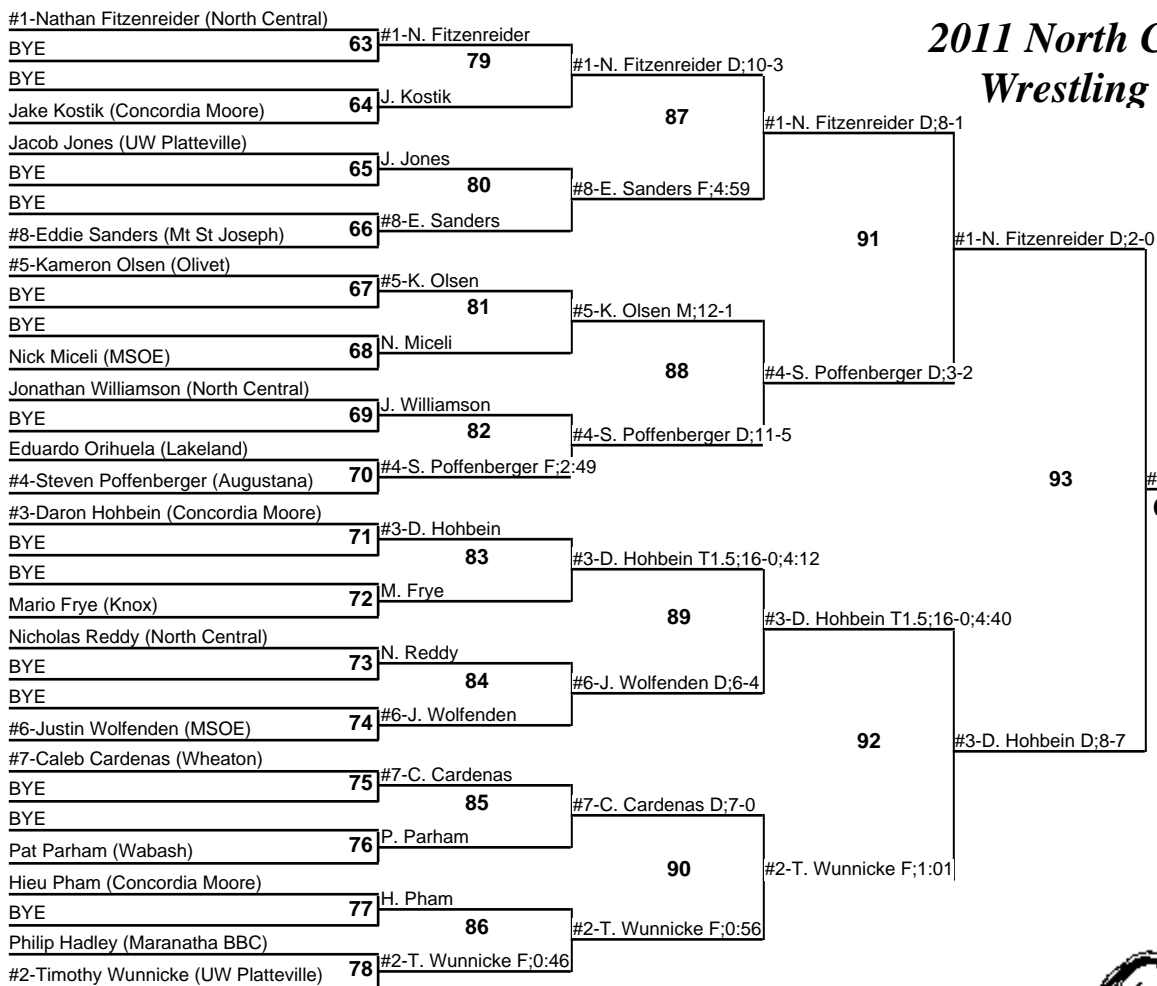 2011 North C
Wrestling
#1-Nathan Fitzenreider (North Central)
BYE
63
BYE
Jake Kostik (Concordia Moore)
64
Jacob Jones (UW Platteville)
BYE
65
BYE
#8-Eddie Sanders (Mt St Joseph)
66
#5-Kameron Olsen (Olivet)
BYE
67
BYE
Nick Miceli (MSOE)
68
Jonathan Williamson (North Central)
BYE
69
Eduardo Orihuela (Lakeland)
#4-Steven Poffenberger (Augustana)
70
#3-Daron Hohbein (Concordia Moore)
BYE
71
BYE
Mario Frye (Knox)
72
Nicholas Reddy (North Central)
BYE
73
BYE
#6-Justin Wolfenden (MSOE)
74
#7-Caleb Cardenas (Wheaton)
BYE
75
BYE
Pat Parham (Wabash)
76
Hieu Pham (Concordia Moore)
BYE
77
Philip Hadley (Maranatha BBC)
#2-Timothy Wunnicke (UW Platteville)
78
#1-N. Fitzenreider
79
J. Kostik
J. Jones
80
#8-E. Sanders
#5-K. Olsen
81
N. Miceli
J. Williamson
82
#4-S. Poffenberger F;2:49
#3-D. Hohbein
83
M. Frye
N. Reddy
84
#6-J. Wolfenden
#7-C. Cardenas
85
P. Parham
H. Pham
86
#2-T. Wunnicke F;0:46
#1-N. Fitzenreider D;10-3
87
#8-E. Sanders F;4:59
#5-K. Olsen M;12-1
88
#4-S. Poffenberger D;11-5
#3-D. Hohbein T1.5;16-0;4:12
89
#6-J. Wolfenden D;6-4
#7-C. Cardenas D;7-0
90
#2-T. Wunnicke F;0:56
#1-N. Fitzenreider D;8-1
91
#4-S. Poffenberger D;3-2
#3-D. Hohbein T1.5;16-0;4:40
92
#2-T. Wunnicke F;1:01
#1-N. Fitzenreider D;2-0
93
#3-D. Hohbein D;8-7
#